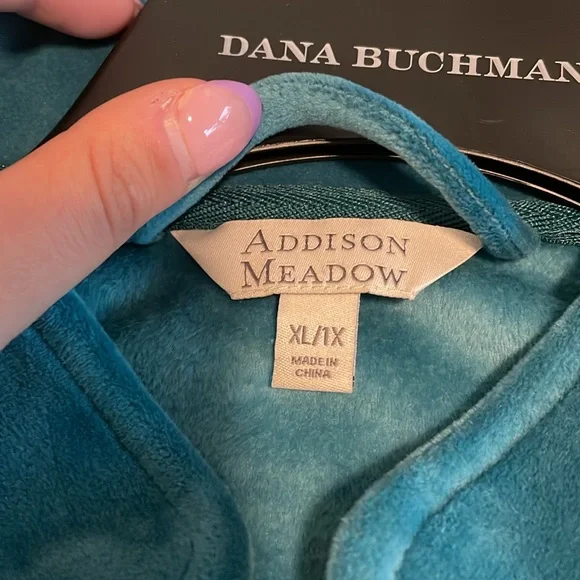 DANA BUCHMAN
ADDISON
MEADOW
XL/1X
MADE IN
CHINA